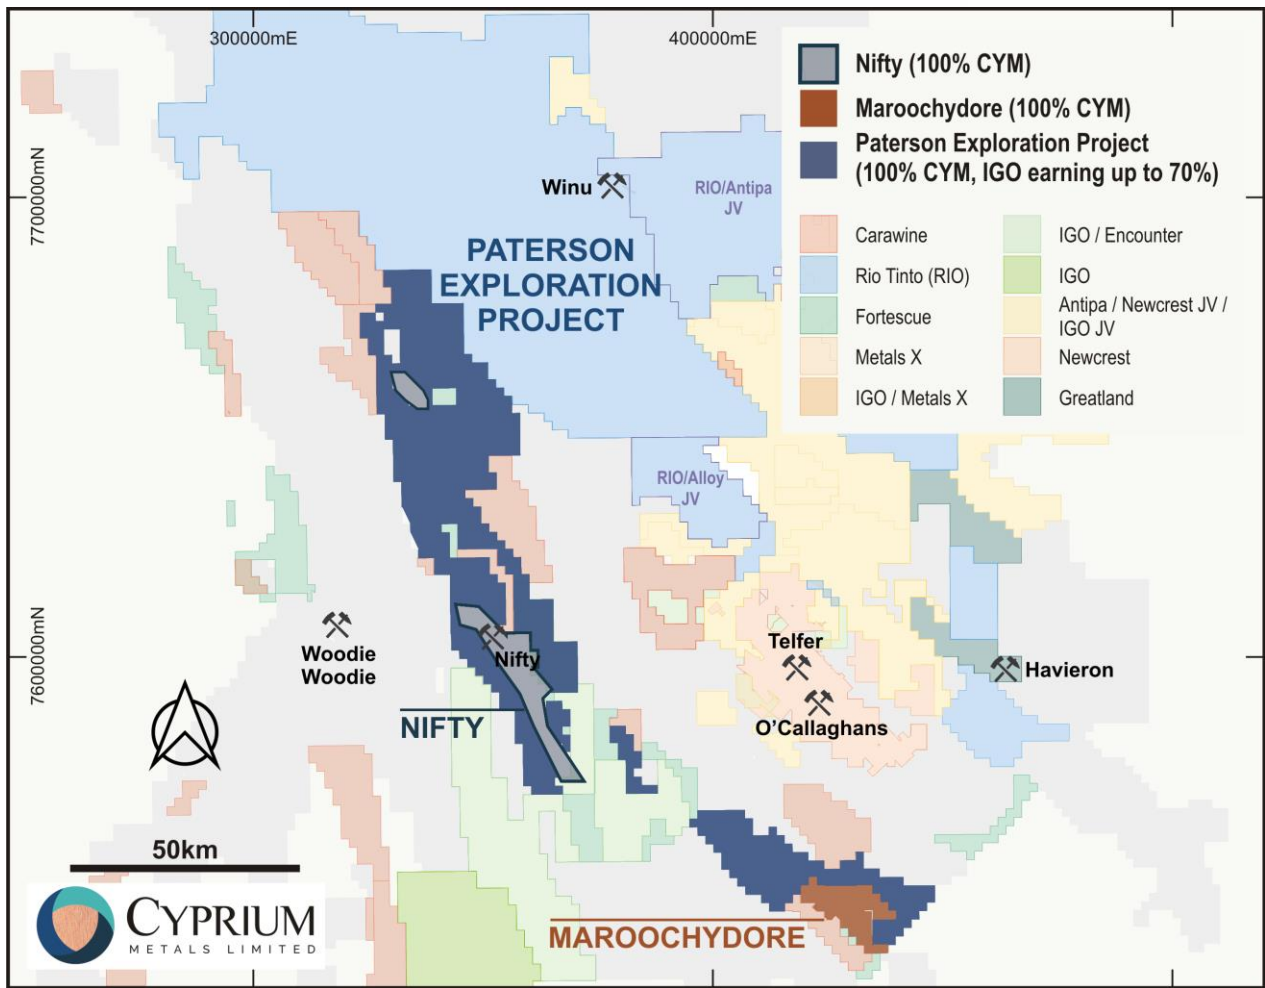 300000mE
400000mE
7700000mN
7600000mN
Nifty (100% CYM)
Maroochydore (100% CYM)
Paterson Exploration Project
(100% CYM, IGO earning up to 70%)
Carawine
Rio Tinto (RIO)
Fortescue
Metals X
IGO / Metals X
IGO / Encounter
IGO
Antipa / Newcrest JV /
IGO JV
Newcrest
Greatland
Winu
RIO/Antipa
JV
PATERSON
EXPLORATION
PROJECT
RIO/Alloy
JV
Woodie
Woodie
Nifty
Telfer
O'Callaghans
Havieron
NIFTY
MAROOCHYDORE
50km
CYPRIUM
METALS LIMITED